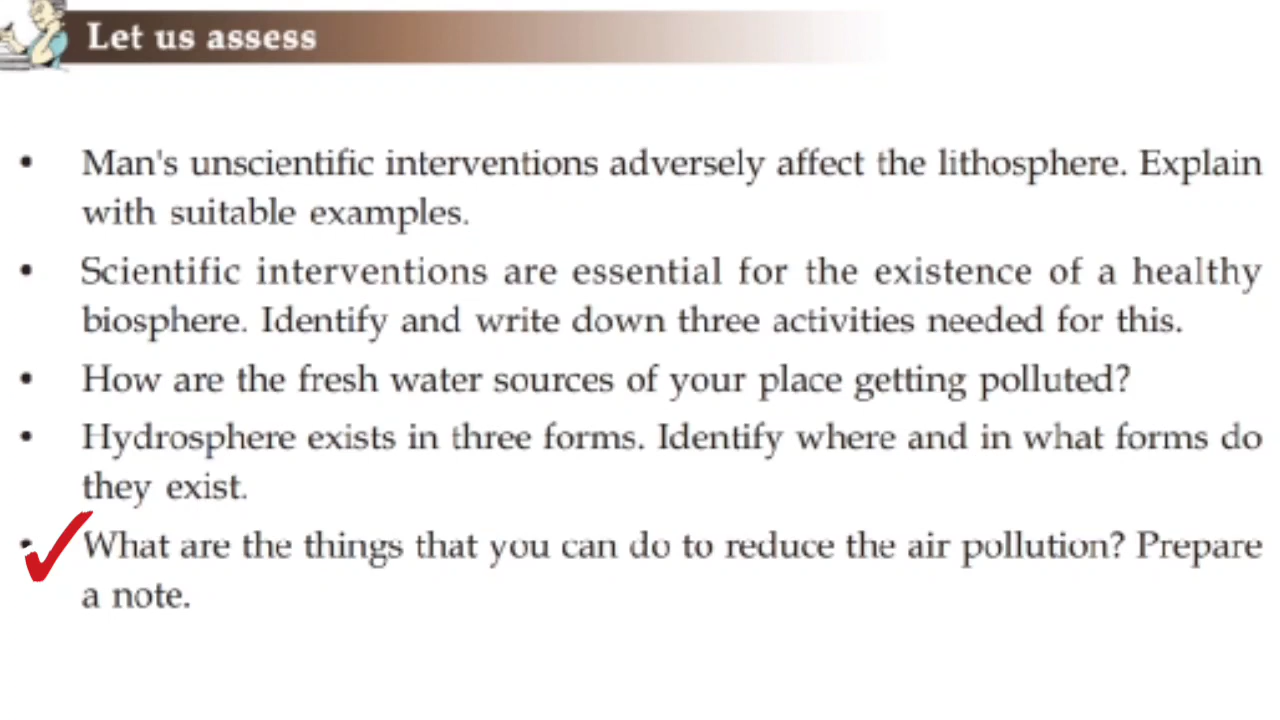 Let us assess
• Man's unscientific interventions adversely affect the lithosphere. Explain
with suitable examples.
• Scientific interventions are essential for the existence of a healthy
biosphere. Identify and write down three activities needed for this.
• How are the fresh water sources of your place getting polluted?
• Hydrosphere exists in three forms. Identify where and in what forms do
they exist.
• What are the things that you can do to reduce the air pollution? Prepare
a note.